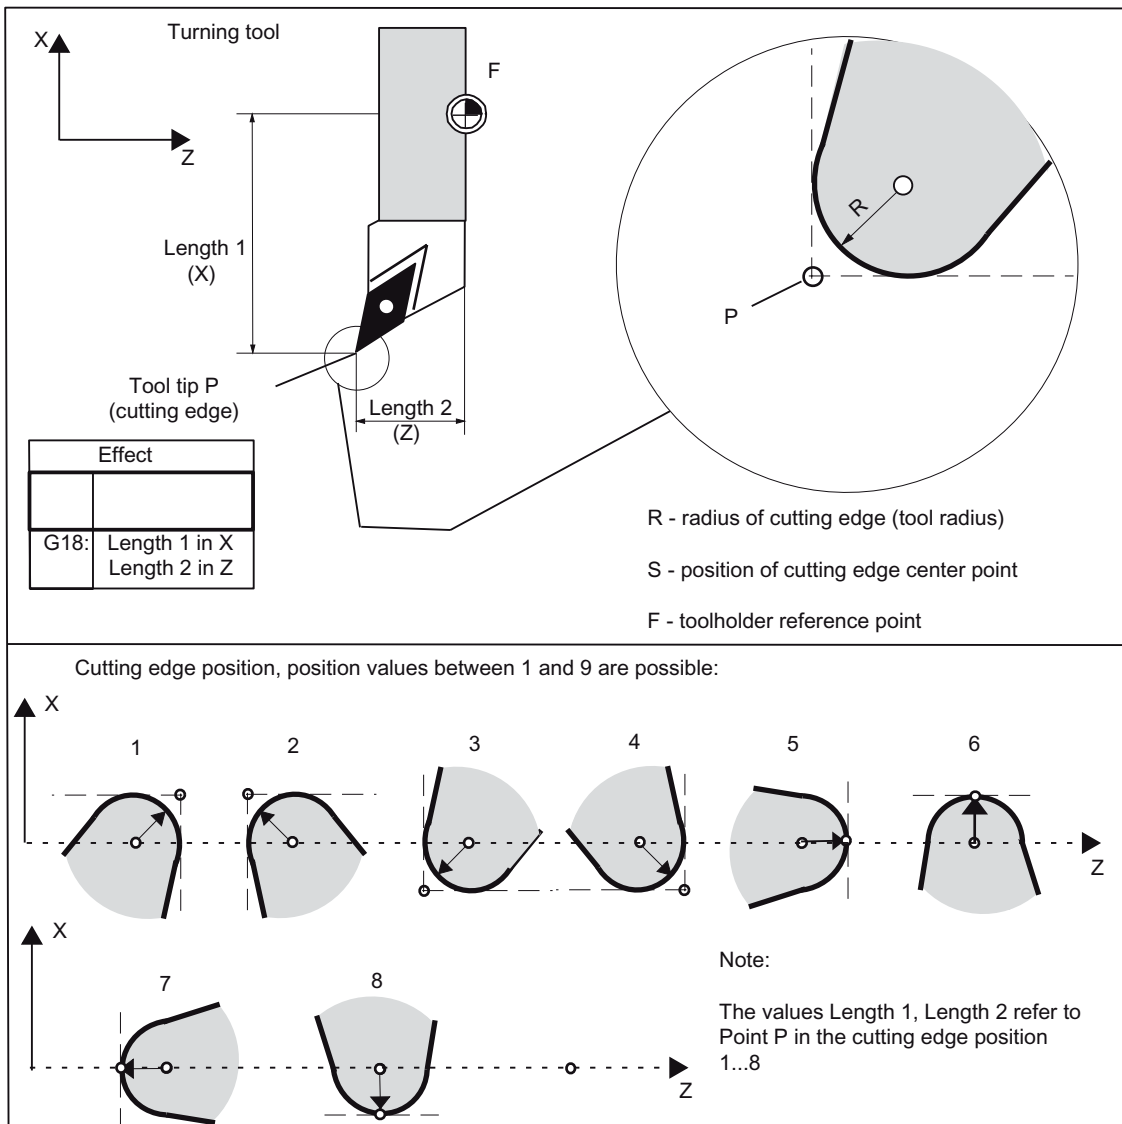 Turning tool
X
Z
F
Length 1
(X)
Tool tip P
(cutting edge)
Length 2
(Z)
R
P
Effect
G18:
Length 1 in X
Length 2 in Z
R - radius of cutting edge (tool radius)
S - position of cutting edge center point
F - toolholder reference point
Cutting edge position, position values between 1 and 9 are possible:
X
1
2
3
4
5
6
Z
X
7
8
Z
Note:
The values Length 1, Length 2 refer to
Point P in the cutting edge position
1...8